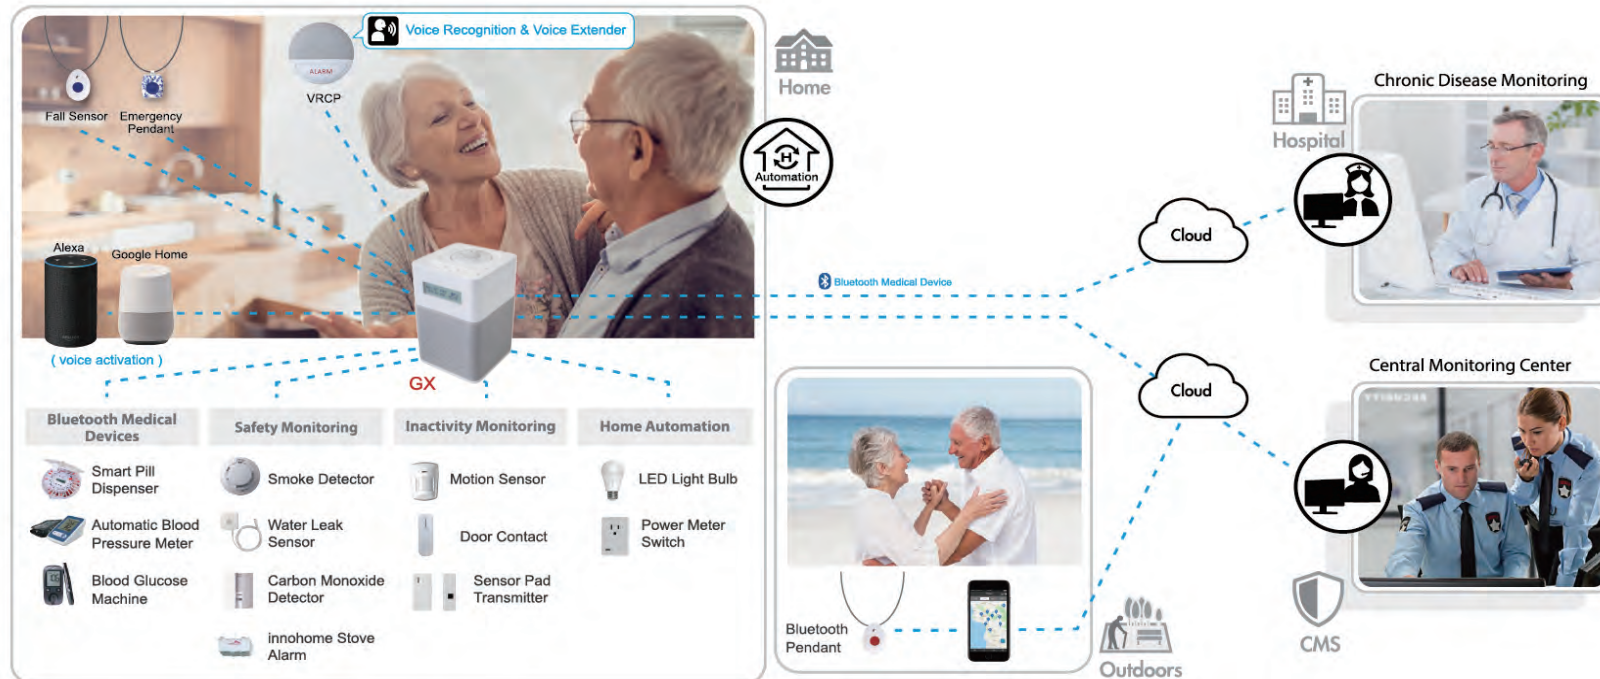 Voice Recognition & Voice Extender
ALARM
VRCP
Fall Sensor
Emergency
Pendant
Home
H
Automation
Alexa
Google Home
( voice activation )
GX
Bluetooth Medical Device
Cloud
Hospital
Chronic Disease Monitoring
Cloud
Central Monitoring Center
CMS
Bluetooth Medical
Devices
Smart Pill
Dispenser
Automatic Blood
Pressure Meter
Blood Glucose
Machine
Safety Monitoring
Smoke Detector
Water Leak
Sensor
Carbon Monoxide
Detector
innohome Stove
Alarm
Inactivity Monitoring
Motion Sensor
Door Contact
Sensor Pad
Transmitter
Home Automation
LED Light Bulb
Power Meter
Switch
Bluetooth
Pendant
Outdoors